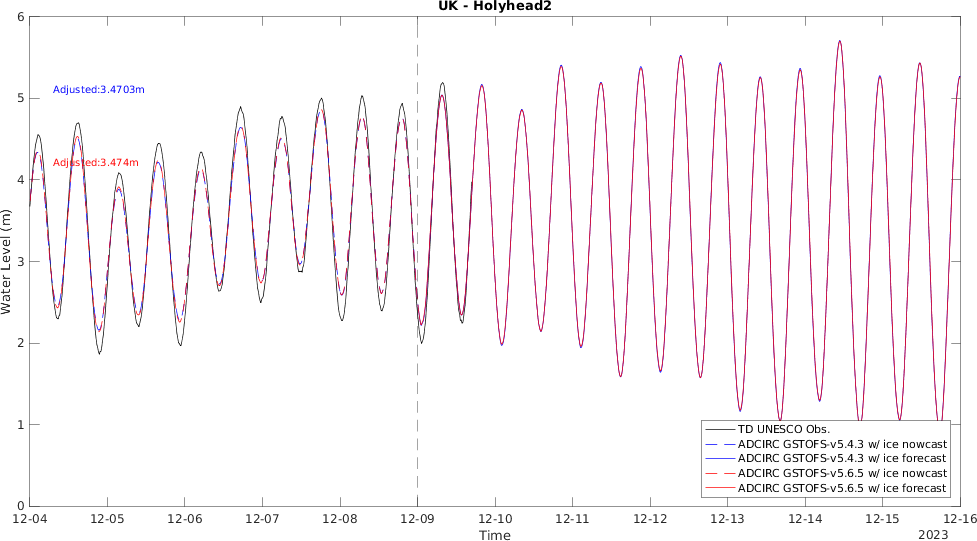 UK - Holyhead2
6
5
4
3
2
1
0
Water Level (m)
Adjusted:3.4703m
Adjusted:3.474m
TD UNESCO Obs.
ADCIRC GSTOFS-v5.4.3 w/ ice nowcast
ADCIRC GSTOFS-v5.4.3 w/ ice forecast
ADCIRC GSTOFS-v5.6.5 w/ ice nowcast
ADCIRC GSTOFS-v5.6.5 w/ ice forecast
12-04 12-05 12-06 12-07 12-08 12-09 12-10 12-11 12-12 12-13 12-14 12-15 12-16
Time
2023